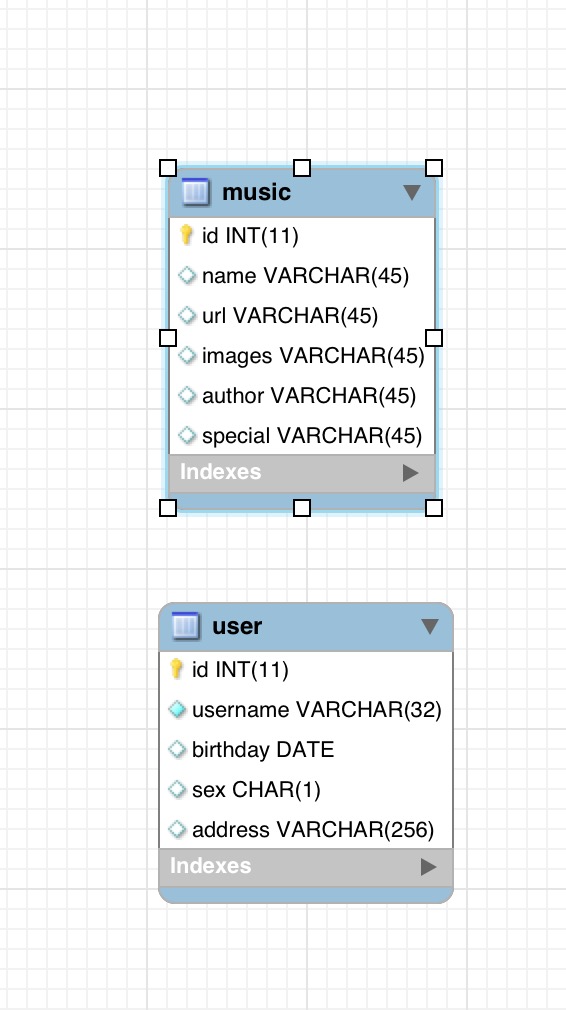 music
id INT(11)
name VARCHAR(45)
url VARCHAR(45)
images VARCHAR(45)
author VARCHAR(45)
special VARCHAR(45)
Indexes
user
id INT(11)
username VARCHAR(32)
birthday DATE
sex CHAR(1)
address VARCHAR(256)
Indexes